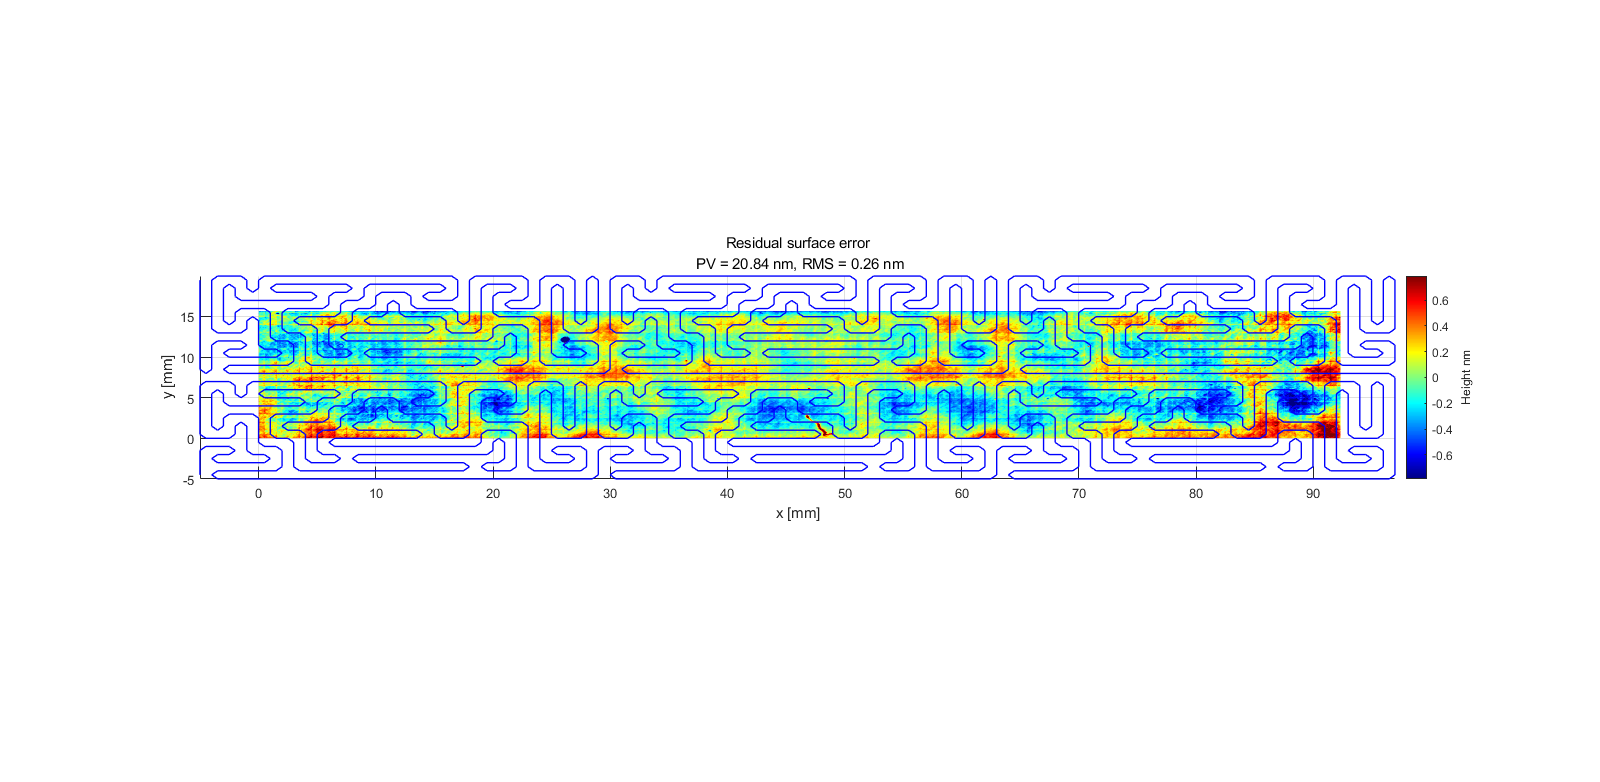 Residual surface error
PV = 20.84 nm, RMS = 0.26 nm
15
10
5
0
-5
y [mm]
0 10 20 30 40 50 60 70 80 90
x [mm]
0.6
0.4
0.2
0
-0.2
-0.4
-0.6
Height nm